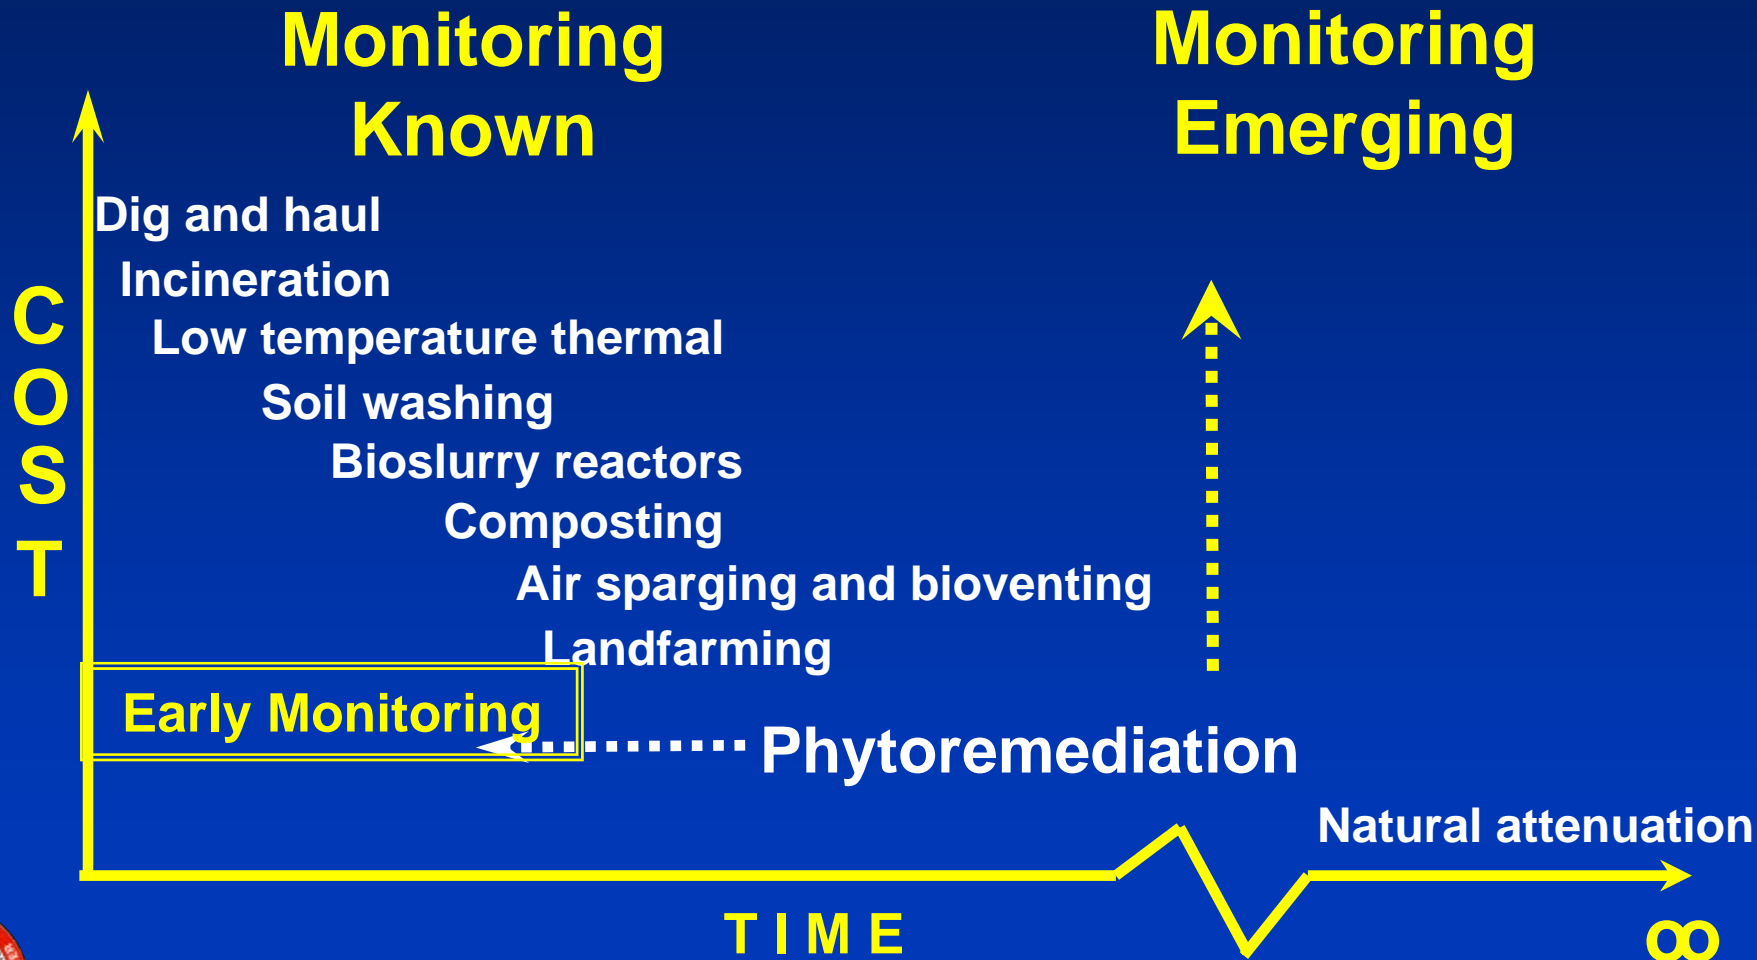 Monitoring
Known
Monitoring
Emerging
COST
Dig and haul
Incineration
Low temperature thermal
Soil washing
Bioslurry reactors
Composting
Air sparging and bioventing
Landfarming
Early Monitoring
Phytoremediation
Natural attenuation
TIME
∞